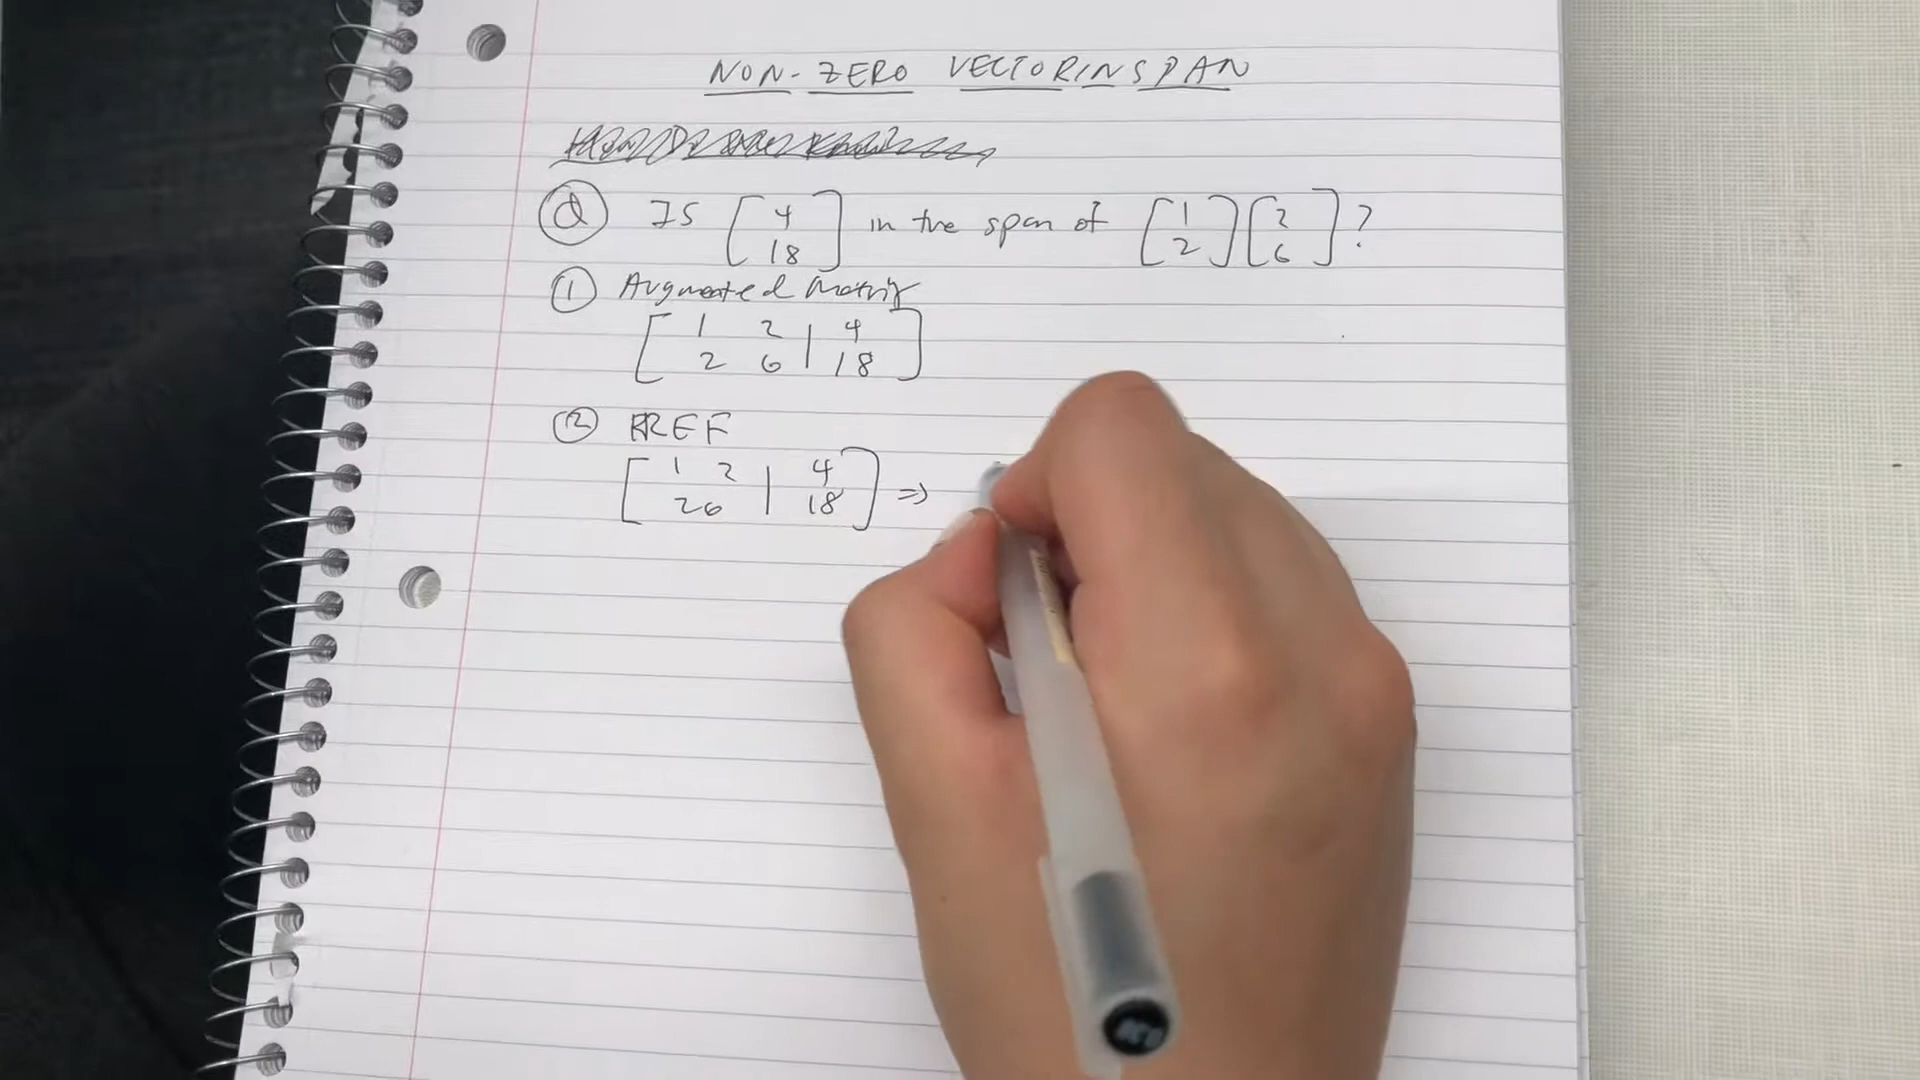 NON-ZERO VECTOR IN SPAN
Q IS [4 18] in the span of [1 2] [2 6]?
① Augmented Matrix
[1 2 | 4
2 6 | 18]
② RREF
[1 2 | 4
2 6 | 18] ⇒